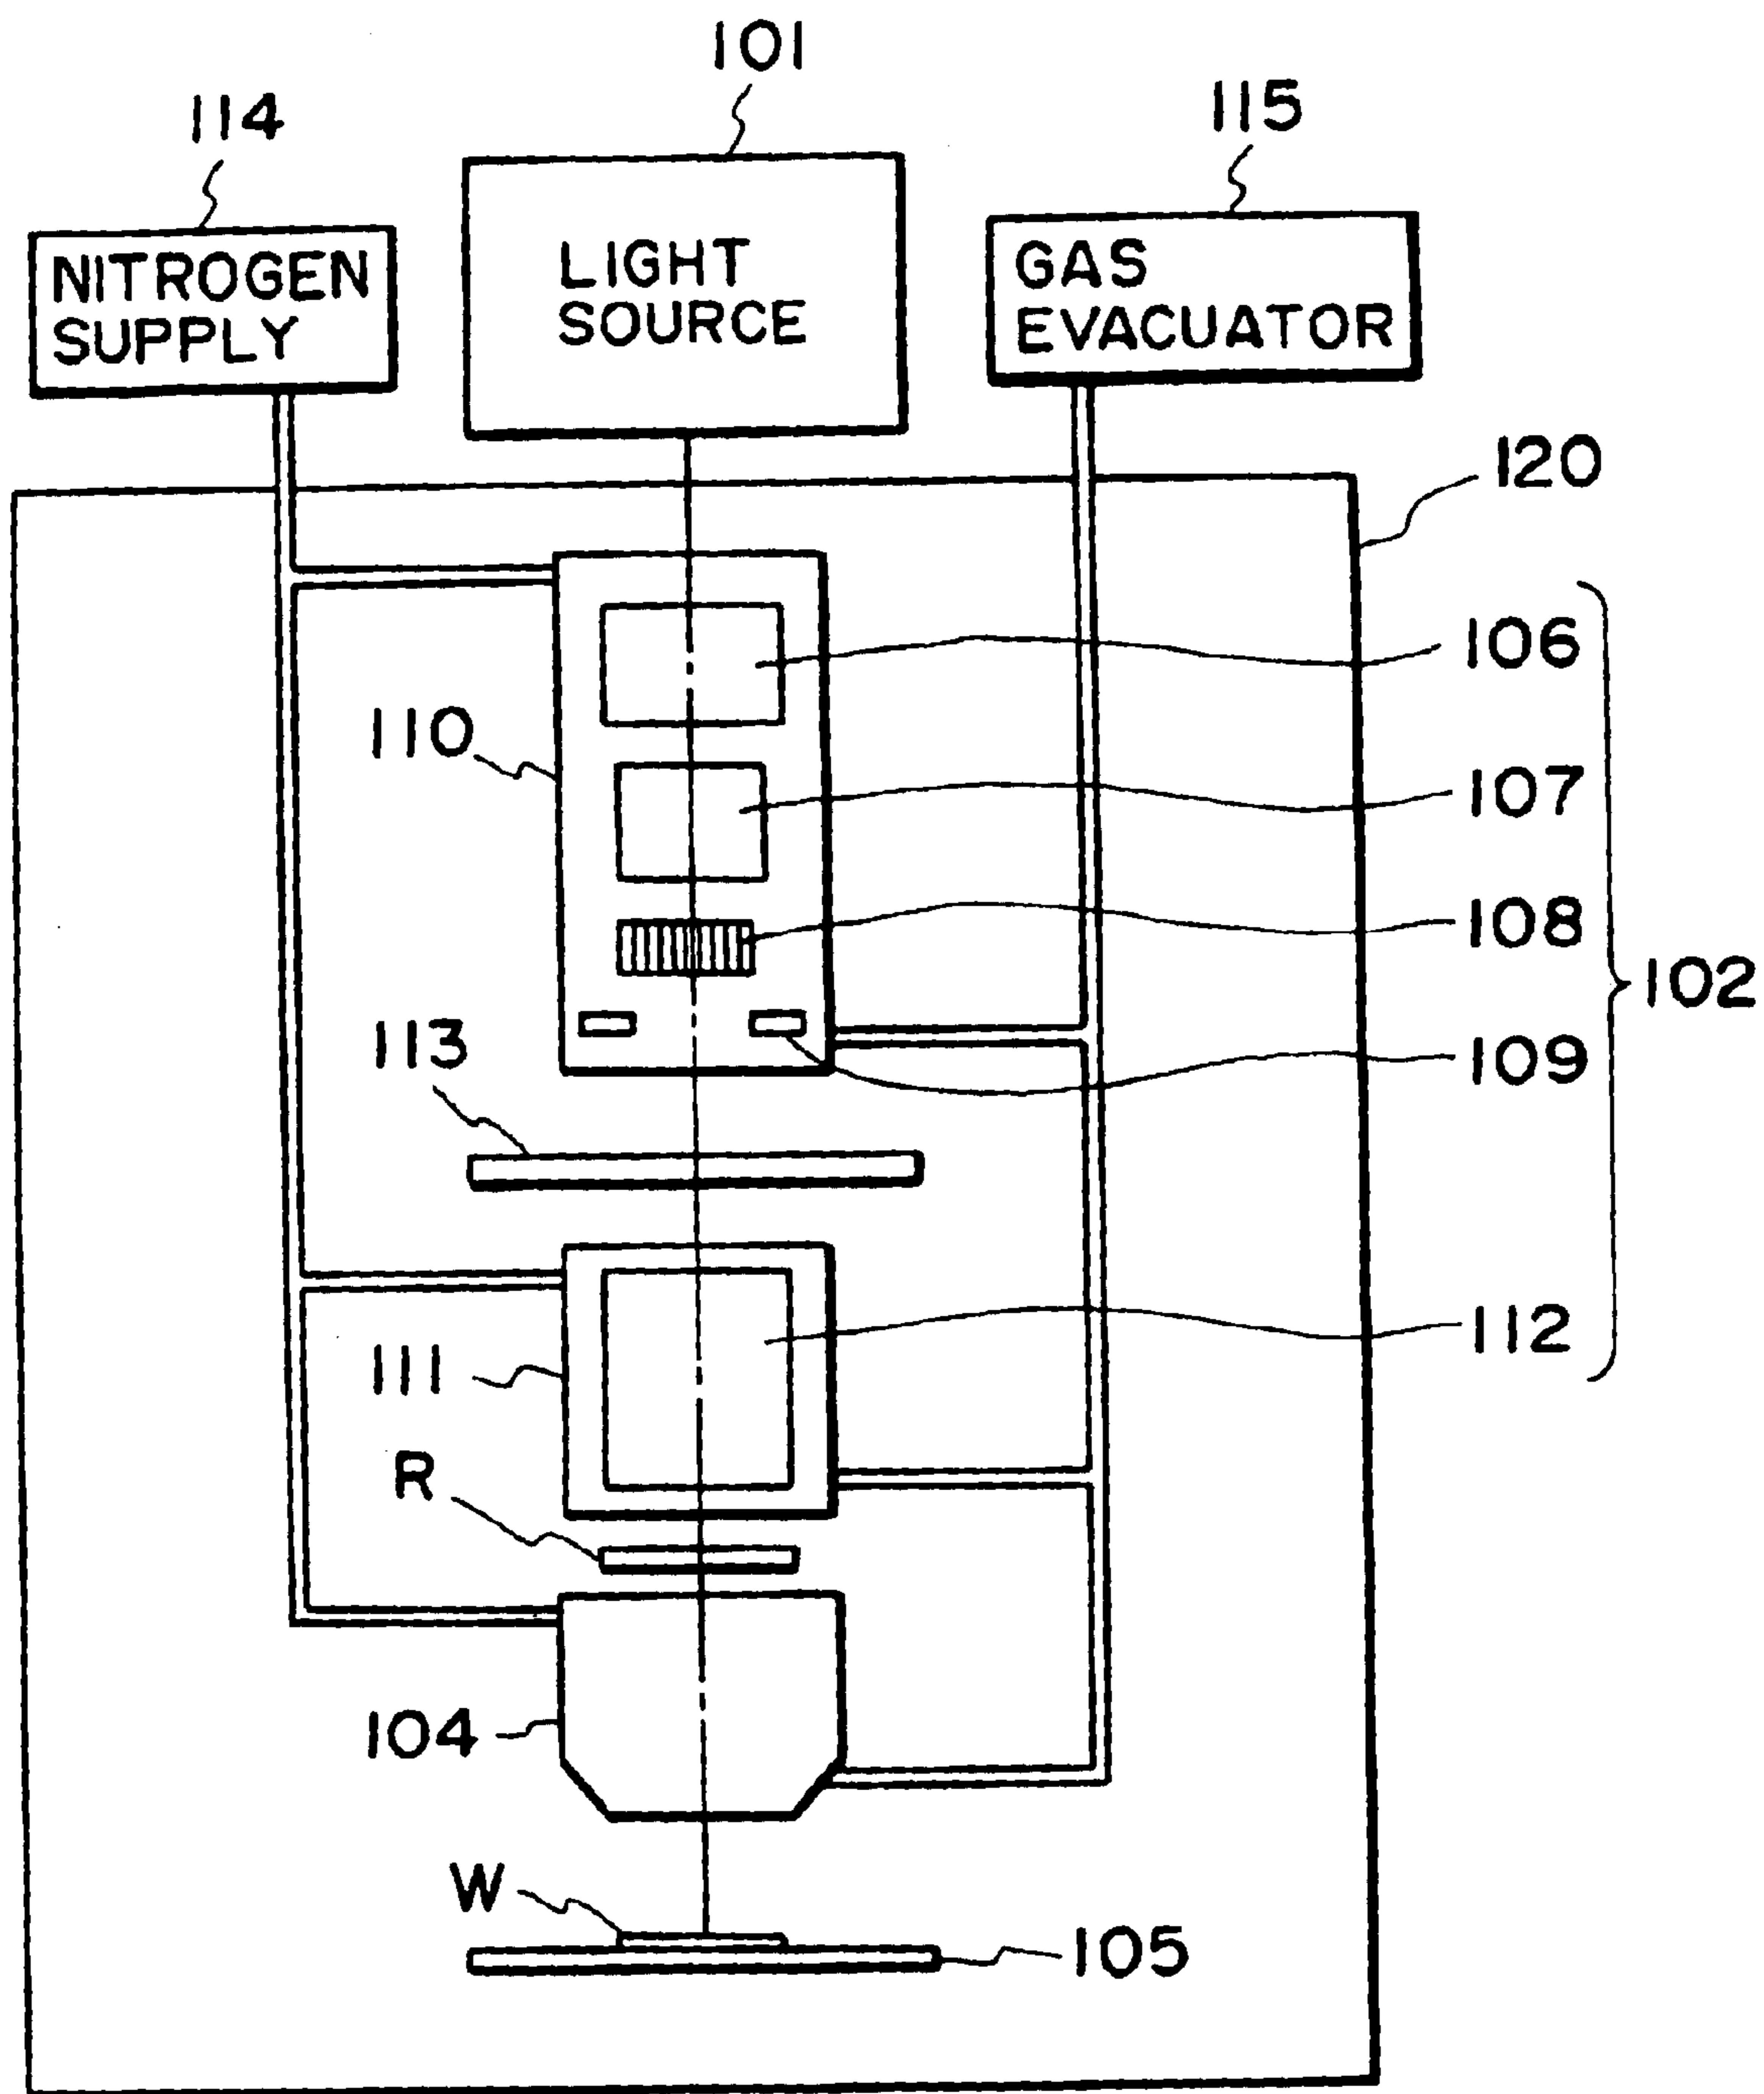 101
114
115
NITROGEN
SUPPLY
LIGHT
SOURCE
GAS
EVACUATOR
120
106
110
107
108
102
113
109
112
111
R
104
W
105